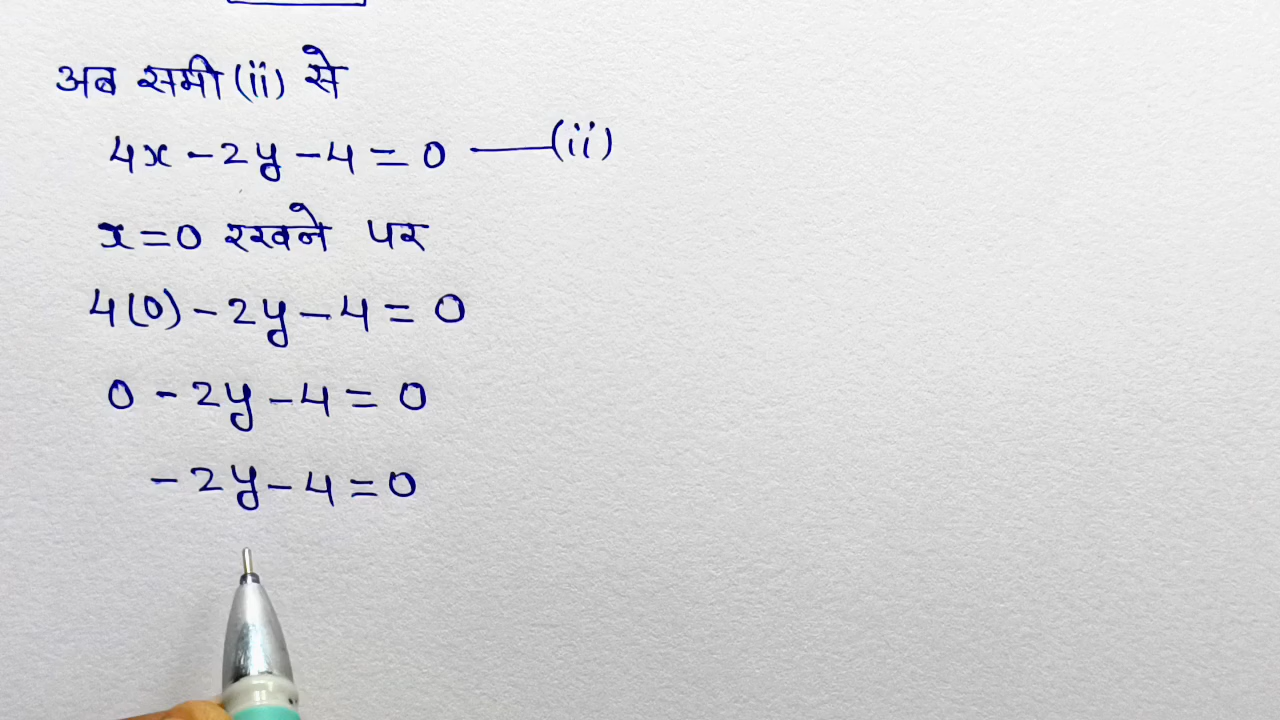 अब समी (ii) से
4x - 2y - 4 = 0 —— (ii)
x = 0 रखने पर
4(0) - 2y - 4 = 0
0 - 2y - 4 = 0
- 2y - 4 = 0